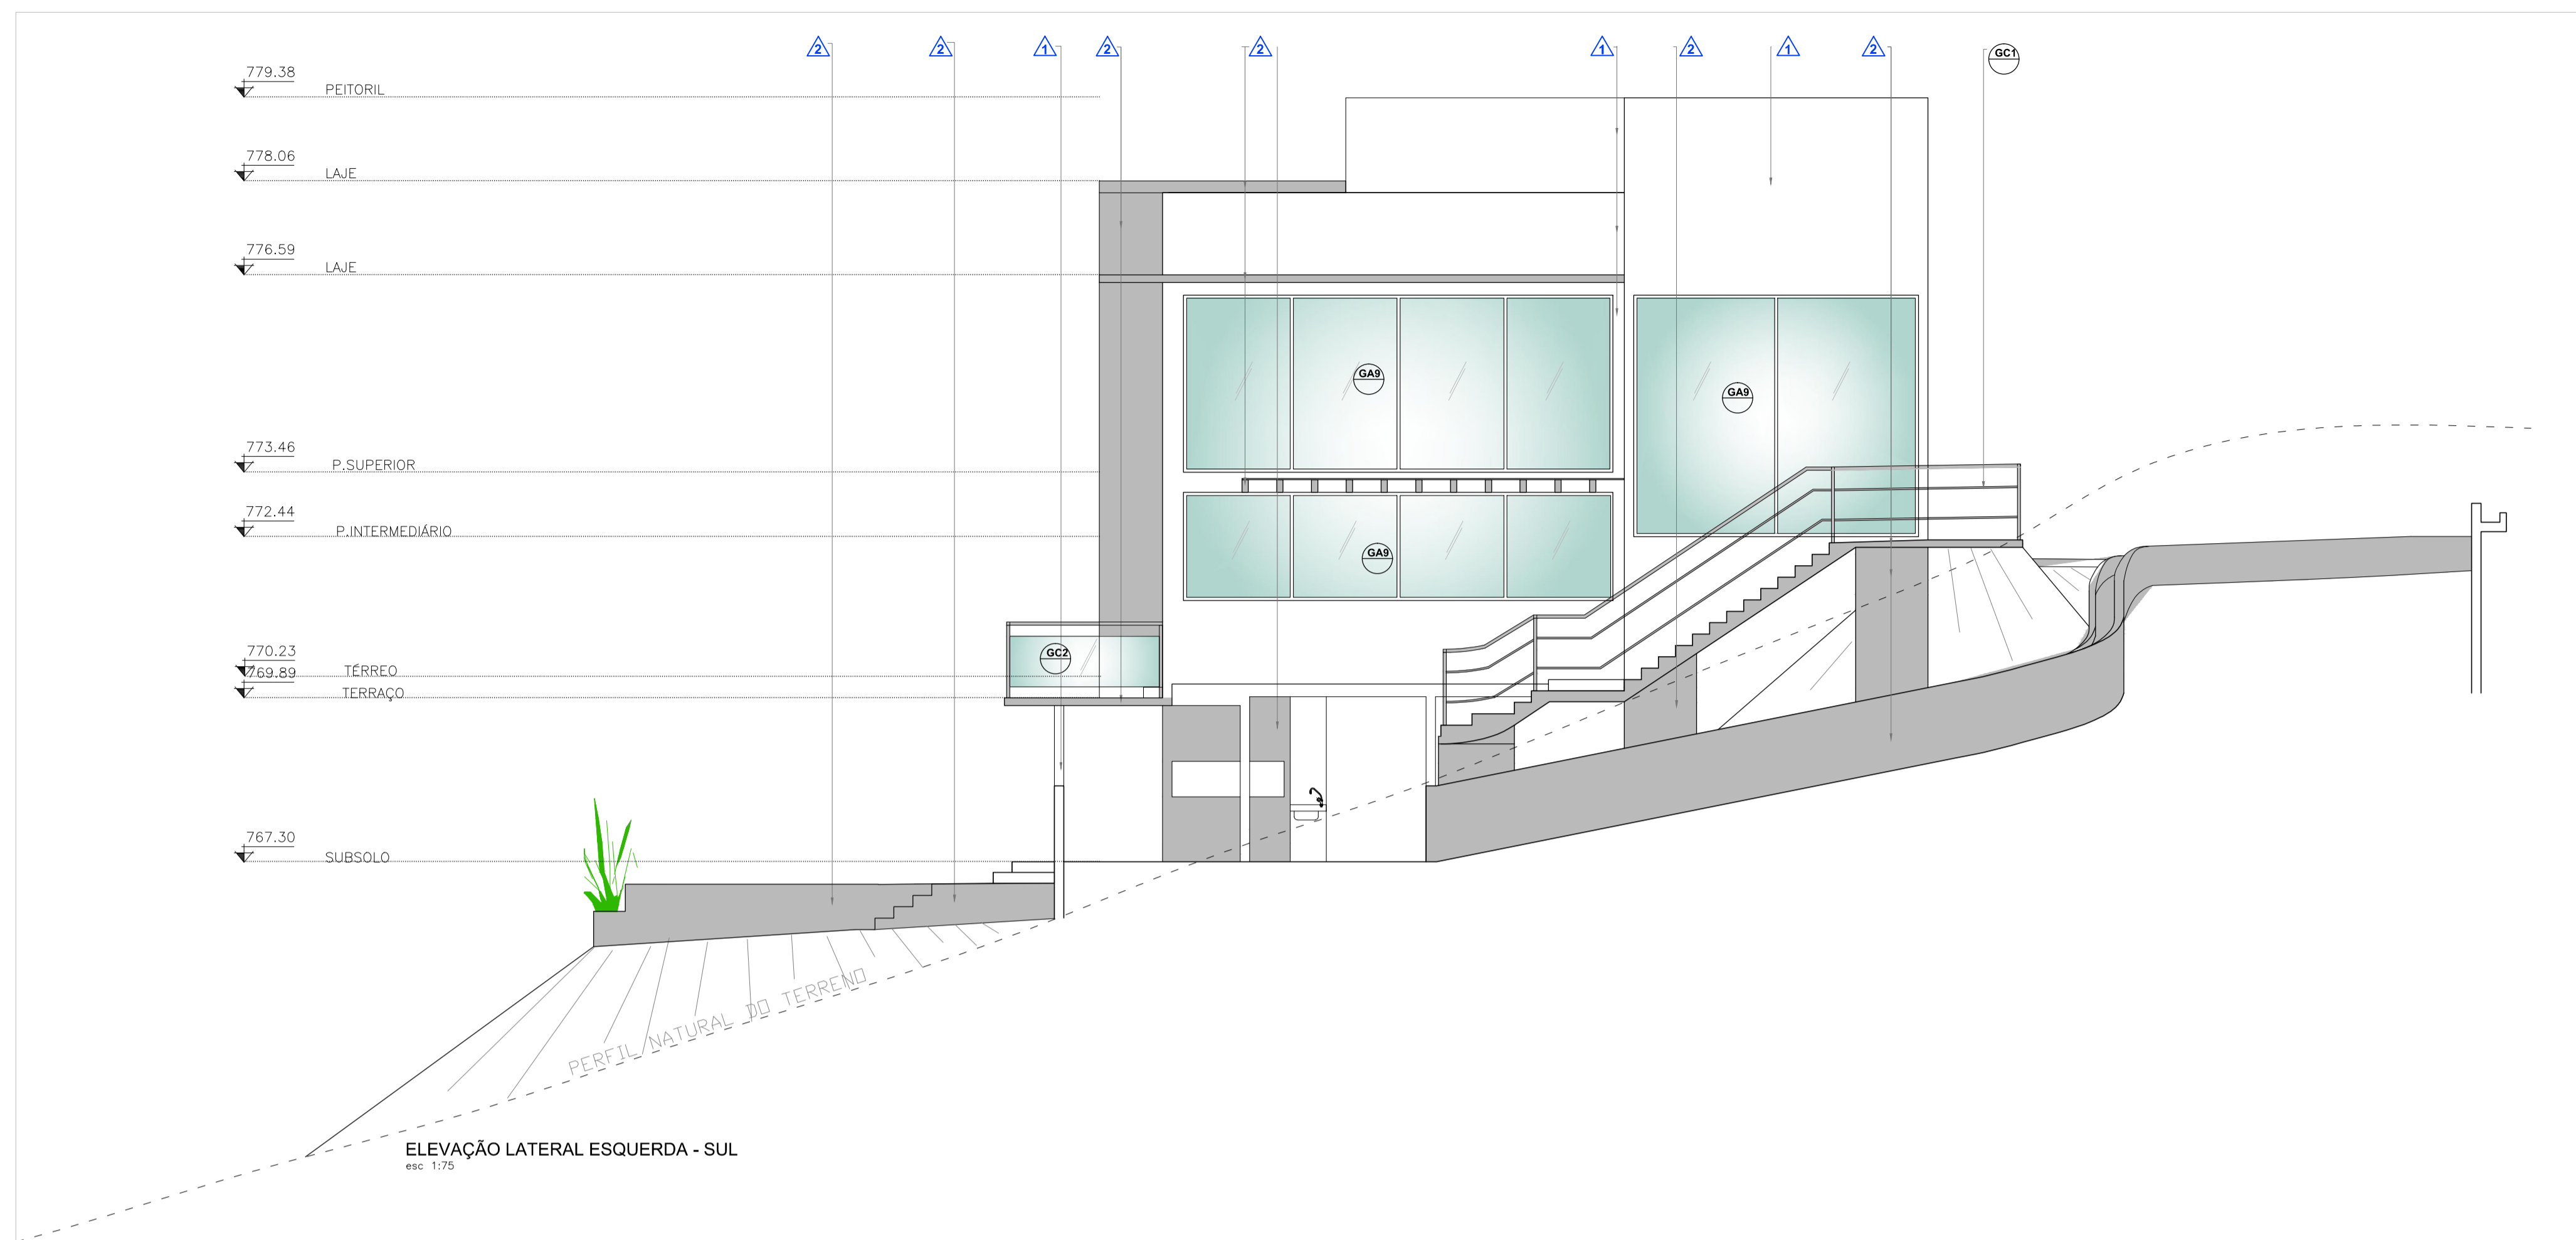 2 2 1 2 2 1 2 1 2 GC1
779.38
PEITORIL
778.06
LAJE
776.59
LAJE
GA9
GA9
773.46
P.SUPERIOR
772.44
P.INTERMEDIÁRIO
GA9
770.23
TÉRREO
GC2
769.89
TERRAÇO
767.30
SUBSOLO
PERFIL NATURAL DO TERRENO
ELEVAÇÃO LATERAL ESQUERDA - SUL
esc 1:75